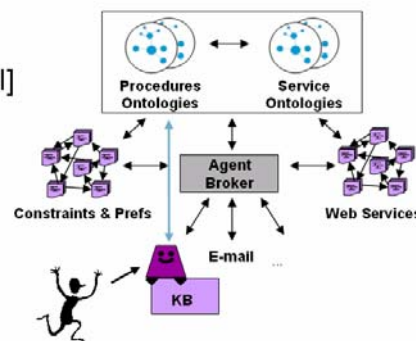 l]
Procedures Ontologies
Service Ontologies
Agent Broker
Constraints & Prefs
Web Services
E-mail
...
KB